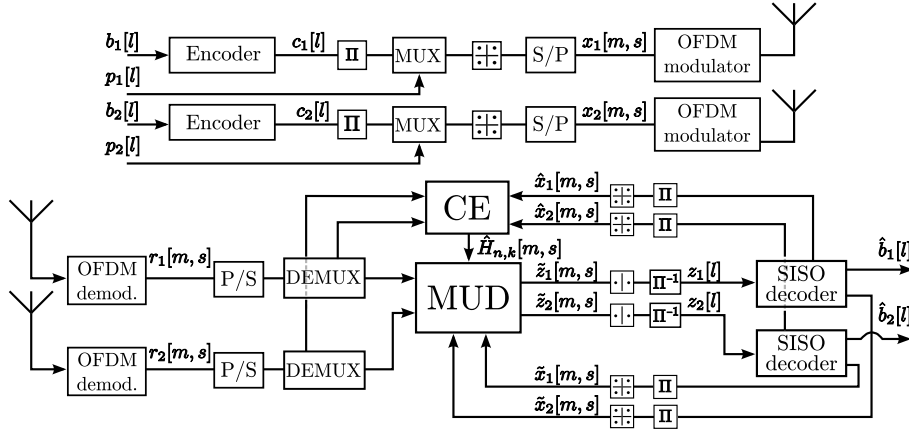 b₁[l]
Encoder
c₁[l]
Π
MUX
S/P
x₁[m, s]
OFDM
modulator
p₁[l]
b₂[l]
Encoder
c₂[l]
Π
MUX
S/P
x₂[m, s]
OFDM
modulator
p₂[l]
CE
x̂₁[m, s]
Π
x̂₂[m, s]
Π
Ĥₙ,ₖ[m, s]
OFDM
demod.
r₁[m, s]
P/S
DEMUX
MUD
z̃₁[m, s]
Π⁻¹
z₁[l]
SISO
decoder
b̂₁[l]
z̃₂[m, s]
Π⁻¹
z₂[l]
b̂₂[l]
OFDM
demod.
r₂[m, s]
P/S
DEMUX
SISO
decoder
x̃₁[m, s]
Π
x̃₂[m, s]
Π